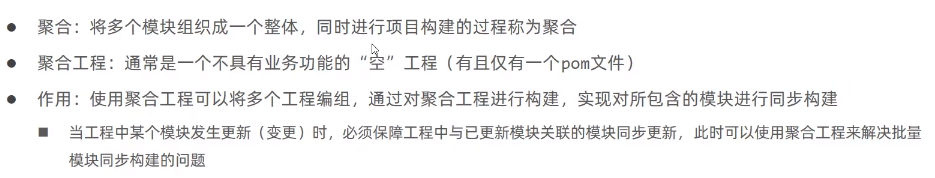 聚合：将多个模块组织成一个整体，同时进行项目构建的过程称为聚合
聚合工程：通常是一个不具有业务功能的“空”工程（有且仅有一个pom文件）
作用：使用聚合工程可以将多个工程编组，通过对聚合工程进行构建，实现对所包含的模块进行同步构建
当工程中某个模块发生更新（变更）时，必须保障工程中与已更新模块关联的模块同步更新，此时可以使用聚合工程来解决批量
模块同步构建的问题